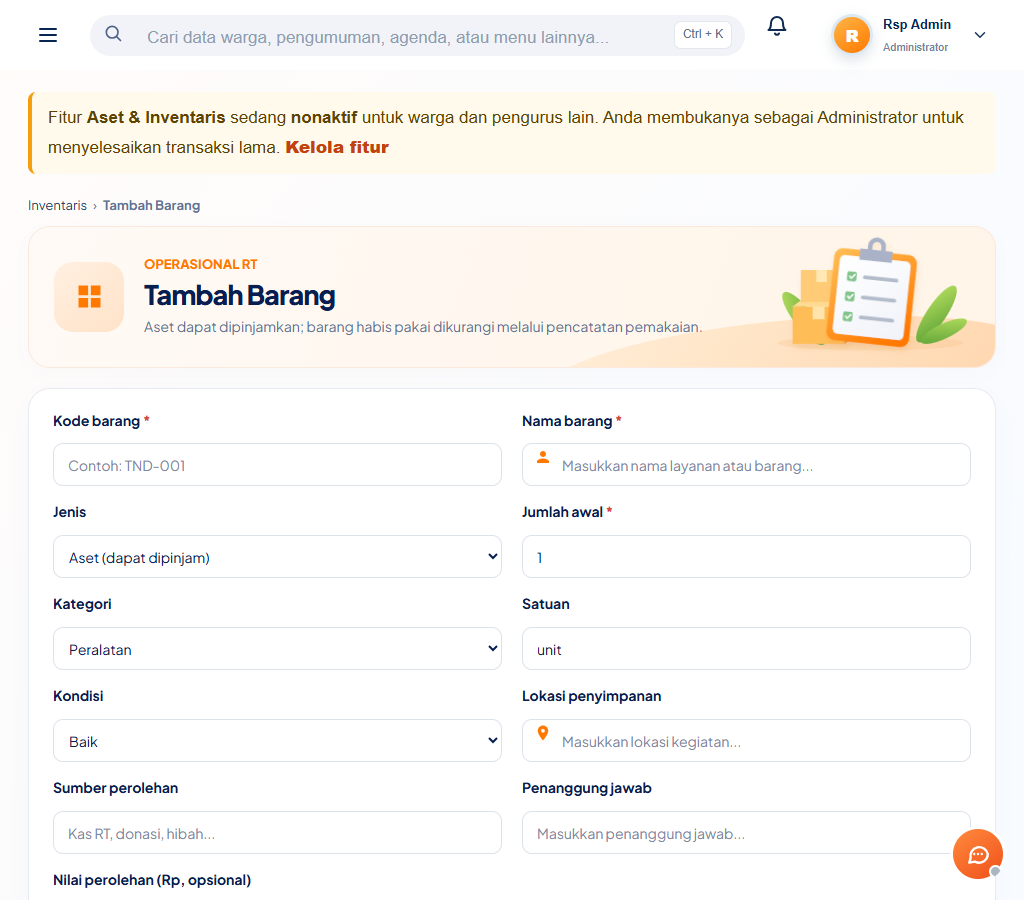 Cari data warga, pengumuman, agenda, atau menu lainnya...
Ctrl + K
R
Rsp Admin
Administrator
Fitur Aset & Inventaris sedang nonaktif untuk warga dan pengurus lain. Anda membukanya sebagai Administrator untuk
menyelesaikan transaksi lama. Kelola fitur
Inventaris › Tambah Barang
OPERASIONAL RT
Tambah Barang
Aset dapat dipinjamkan; barang habis pakai dikurangi melalui pencatatan pemakaian.
Kode barang *
Nama barang *
Contoh: TND-001
Masukkan nama layanan atau barang...
Jenis
Jumlah awal *
Aset (dapat dipinjam)
1
Kategori
Satuan
Peralatan
unit
Kondisi
Lokasi penyimpanan
Baik
Masukkan lokasi kegiatan...
Sumber perolehan
Penanggung jawab
Kas RT, donasi, hibah...
Masukkan penanggung jawab...
Nilai perolehan (Rp, opsional)